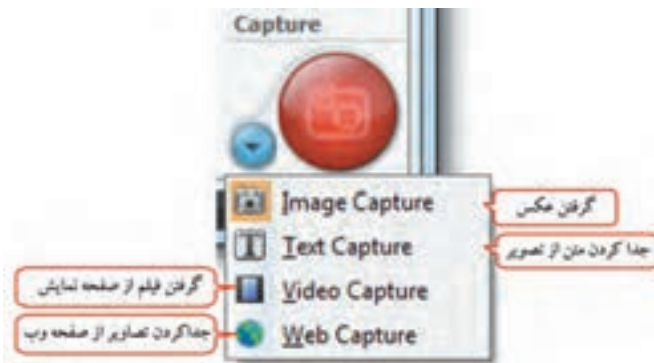 Capture
Image Capture
گرفتن عکس
Text Capture
جدا کردن متن از تصویر
Video Capture
گرفتن فیلم از صفحه نمایش
Web Capture
جداکردن تصاویر از صفحه وب